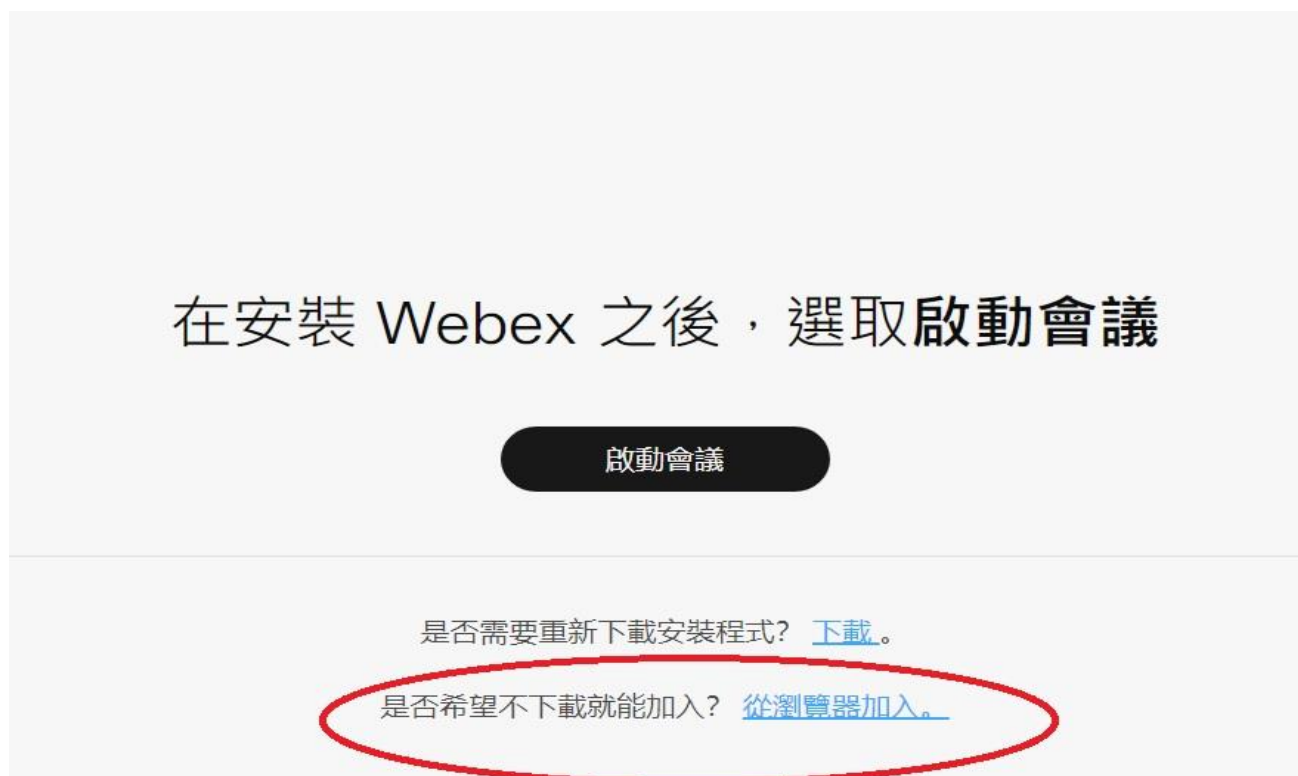 在安裝 Webex 之後，選取啟動會議
啟動會議
是否需要重新下載安裝程式? 下載 。
是否希望不下載就能加入? 從瀏覽器加入。